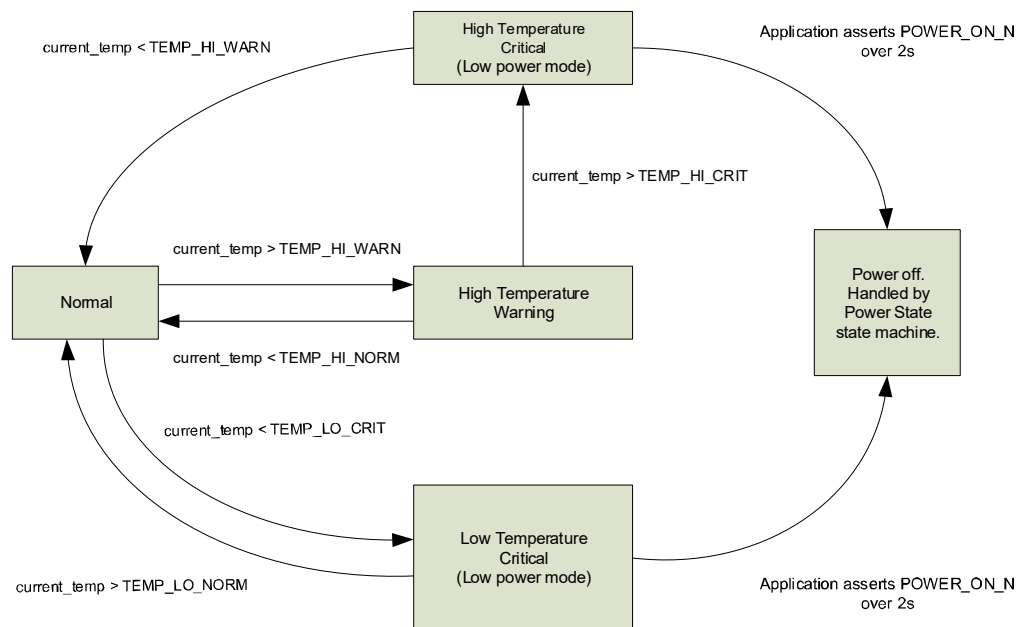 High Temperature
Critical
(Low power mode)
current_temp < TEMP_HI_WARN
Application asserts POWER_ON_N
over 2s
current_temp > TEMP_HI_CRIT
current_temp > TEMP_HI_WARN
Normal
High Temperature
Warning
Power off.
Handled by
Power State
state machine.
current_temp < TEMP_HI_NORM
current_temp < TEMP_LO_CRIT
Low Temperature
Critical
(Low power mode)
current_temp > TEMP_LO_NORM
Application asserts POWER_ON_N
over 2s